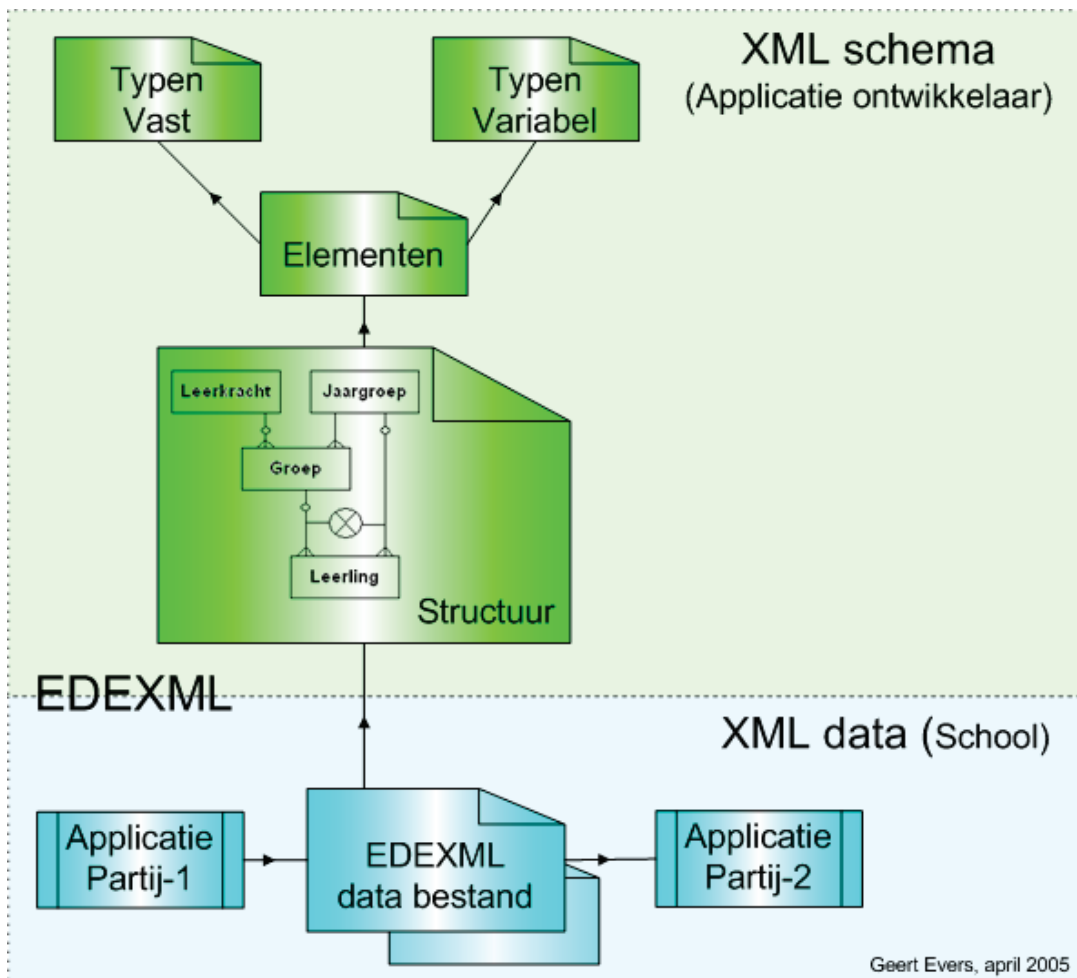 XML schema
(Applicatie ontwikkelaar)
Typen
Vast
Typen
Variabel
Elementen
Leerkracht
Jaargroep
Groep
Leerling
Structuur
EDEXML
XML data (School)
Applicatie
Partij-1
EDEXML
data bestand
Applicatie
Partij-2
Geert Evers, april 2005